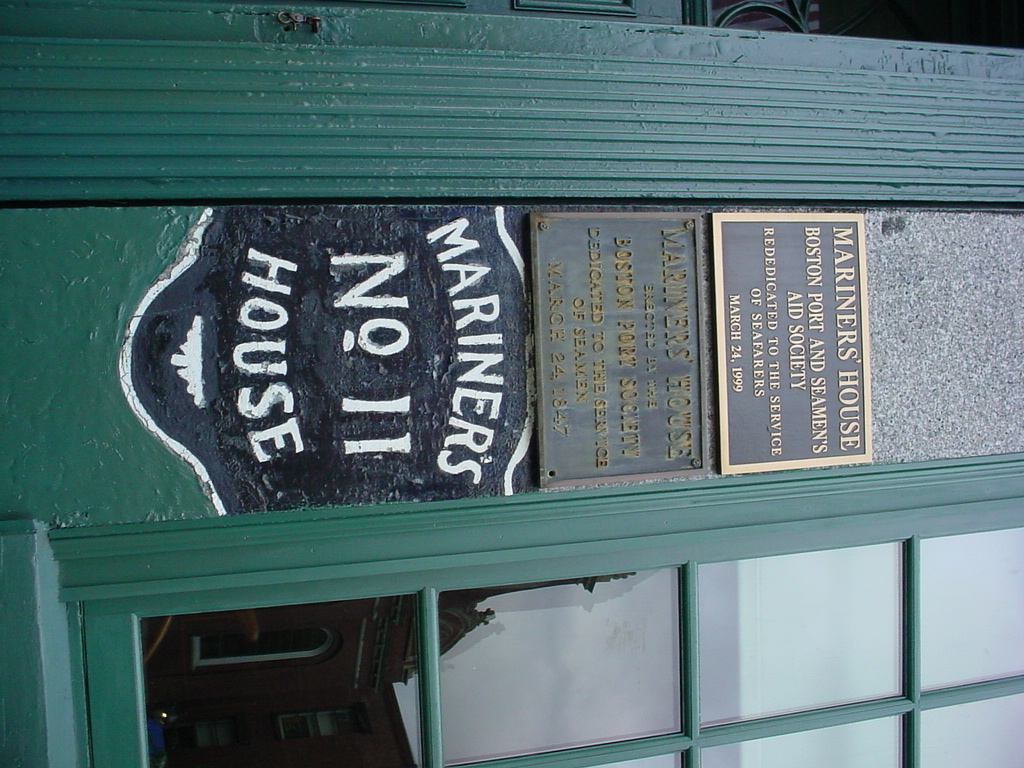 MARINERS' HOUSE
BOSTON PORT AND SEAMEN'S
AID SOCIETY
REDEDICATED TO THE SERVICE
OF SEAFARERS
MARCH 24, 1999
MARINERS' HOUSE
ERECTED BY THE
BOSTON PORT SOCIETY
DEDICATED TO THE SERVICE
OF SEAMEN
MARCH 24, 1847
MARINER'S
No 11
HOUSE